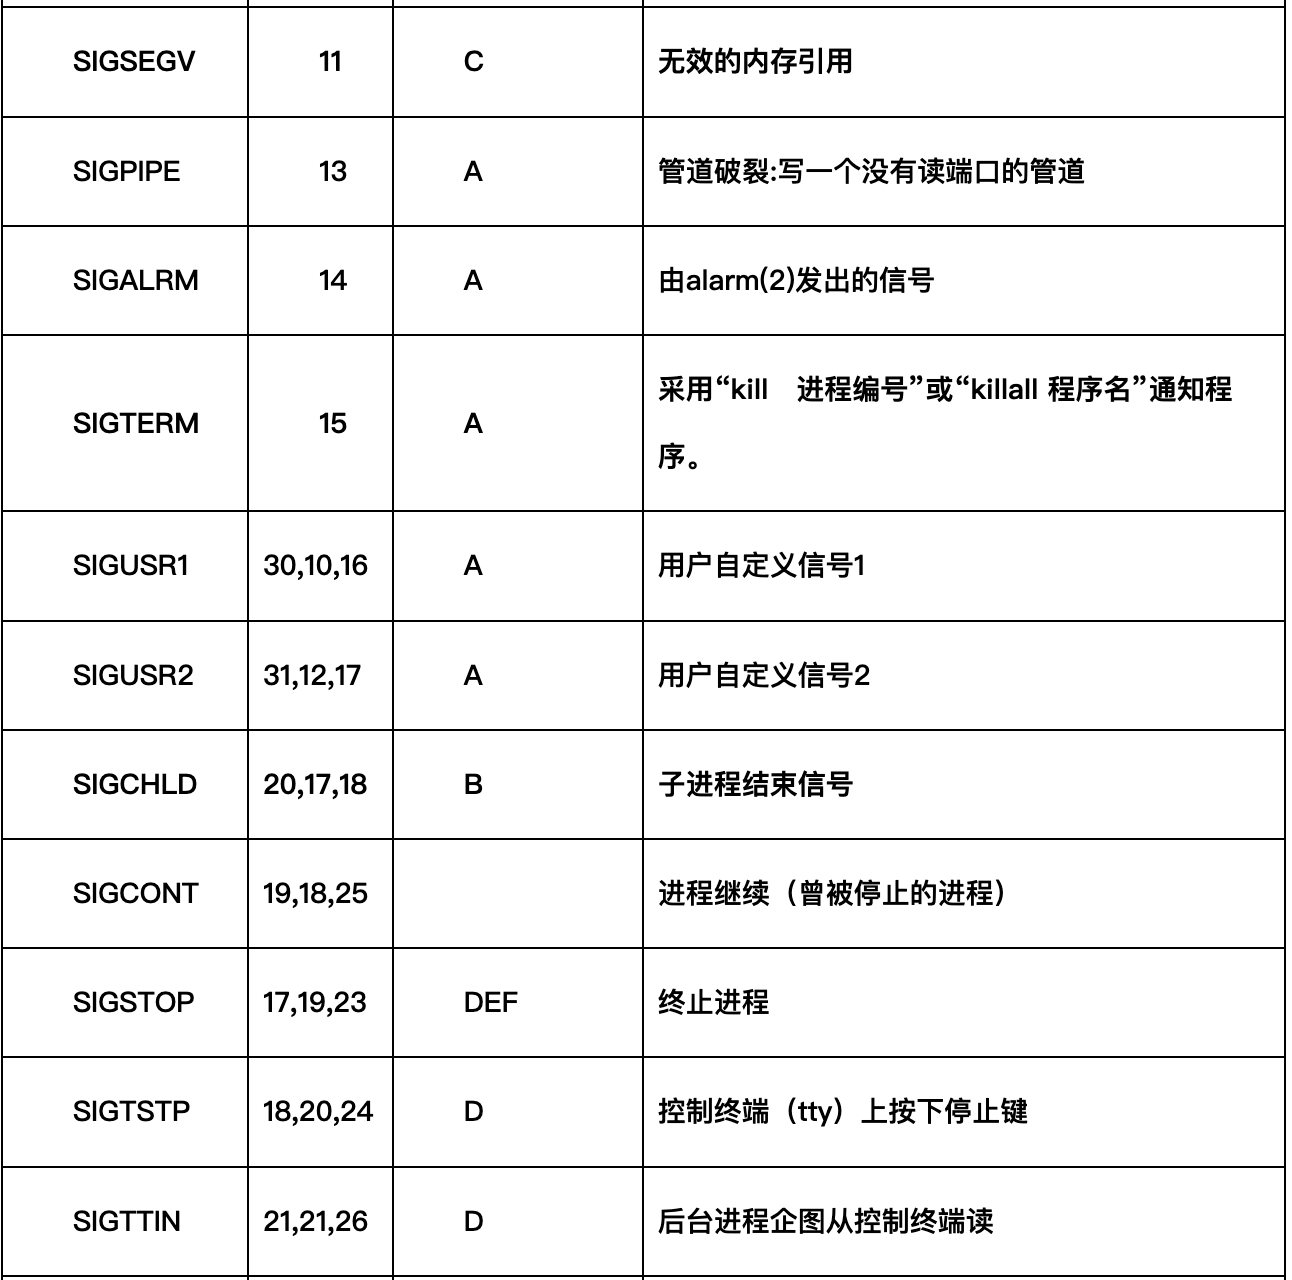 SIGSEGV 11 C 无效的内存引用
SIGPIPE 13 A 管道破裂:写一个没有读端口的管道
SIGALRM 14 A 由alarm(2)发出的信号
SIGTERM 15 A 采用“kill　进程编号”或“killall 程序名”通知程
序。
SIGUSR1 30,10,16 A 用户自定义信号1
SIGUSR2 31,12,17 A 用户自定义信号2
SIGCHLD 20,17,18 B 子进程结束信号
SIGCONT 19,18,25 进程继续（曾被停止的进程）
SIGSTOP 17,19,23 DEF 终止进程
SIGTSTP 18,20,24 D 控制终端（tty）上按下停止键
SIGTTIN 21,21,26 D 后台进程企图从控制终端读